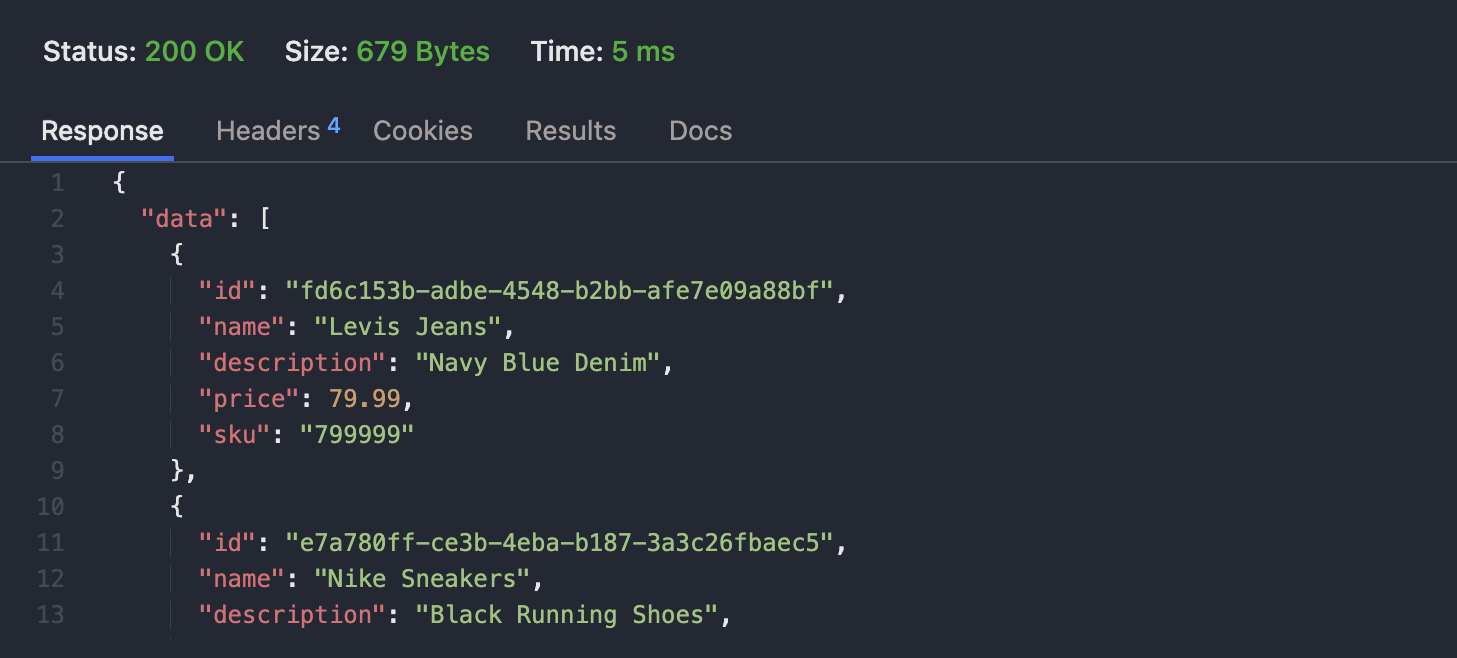 Status: 200 OK Size: 679 Bytes Time: 5 ms
Response Headers 4 Cookies Results Docs
1 {
2 "data": [
3 {
4 "id": "fd6c153b-adbe-4548-b2bb-afe7e09a88bf",
5 "name": "Levis Jeans",
6 "description": "Navy Blue Denim",
7 "price": 79.99,
8 "sku": "799999"
9 },
10 {
11 "id": "e7a780ff-ce3b-4eba-b187-3a3c26fbaec5",
12 "name": "Nike Sneakers",
13 "description": "Black Running Shoes",